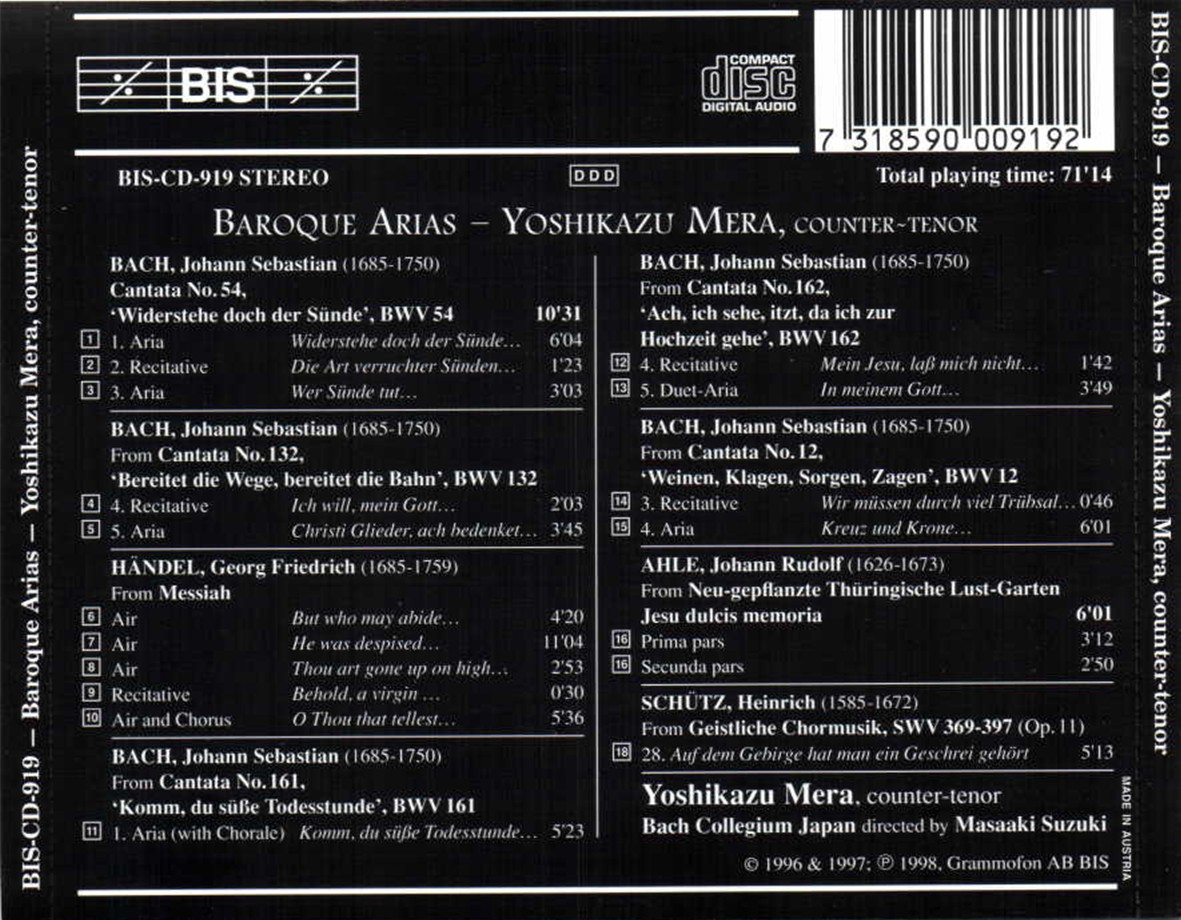 BIS-CD-919 — Baroque Arias — Yoshikazu Mera, counter-tenor
BIS
COMPACT
disc
DIGITAL AUDIO
7 318590 009192
BIS-CD-919 STEREO
DDD
Total playing time: 71'14
BAROQUE ARIAS – YOSHIKAZU MERA, COUNTER-TENOR
BACH, Johann Sebastian (1685-1750)
Cantata No. 54,
‘Widerstehe doch der Sünde’, BWV 54 10'31
1 1. Aria Widerstehe doch der Sünde… 6'04
2 2. Recitative Die Art verruchter Sünden… 1'23
3 3. Aria Wer Sünde tut… 3'03
BACH, Johann Sebastian (1685-1750)
From Cantata No. 132,
‘Bereitet die Wege, bereitet die Bahn’, BWV 132
4 4. Recitative Ich will, mein Gott… 2'03
5 5. Aria Christi Glieder, ach bedenket… 3'45
HÄNDEL, Georg Friedrich (1685-1759)
From Messiah
6 Air But who may abide… 4'20
7 Air He was despised… 11'04
8 Air Thou art gone up on high… 2'53
9 Recitative Behold, a virgin … 0'30
10 Air and Chorus O Thou that tellest… 5'36
BACH, Johann Sebastian (1685-1750)
From Cantata No. 161,
‘Komm, du süße Todesstunde’, BWV 161
11 1. Aria (with Chorale) Komm, du süße Todesstunde… 5'23
BACH, Johann Sebastian (1685-1750)
From Cantata No. 162,
‘Ach, ich sehe, itzt, da ich zur
Hochzeit gehe’, BWV 162
12 4. Recitative Mein Jesu, laß mich nicht… 1'42
13 5. Duet-Aria In meinem Gott… 3'49
BACH, Johann Sebastian (1685-1750)
From Cantata No. 12,
‘Weinen, Klagen, Sorgen, Zagen’, BWV 12
14 3. Recitative Wir müssen durch viel Trübsal… 0'46
15 4. Aria Kreuz und Krone… 6'01
AHLE, Johann Rudolf (1626-1673)
From Neu-gepflanzte Thüringische Lust-Garten
Jesu dulcis memoria 6'01
16 Prima pars 3'12
16 Secunda pars 2'50
SCHÜTZ, Heinrich (1585-1672)
From Geistliche Chormusik, SWV 369-397 (Op. 11)
18 28. Auf dem Gebirge hat man ein Geschrei gehört 5'13
Yoshikazu Mera, counter-tenor
Bach Collegium Japan directed by Masaaki Suzuki
© 1996 & 1997; ℗ 1998, Grammofon AB BIS
MADE IN AUSTRIA
BIS-CD-919 — Baroque Arias — Yoshikazu Mera, counter-tenor